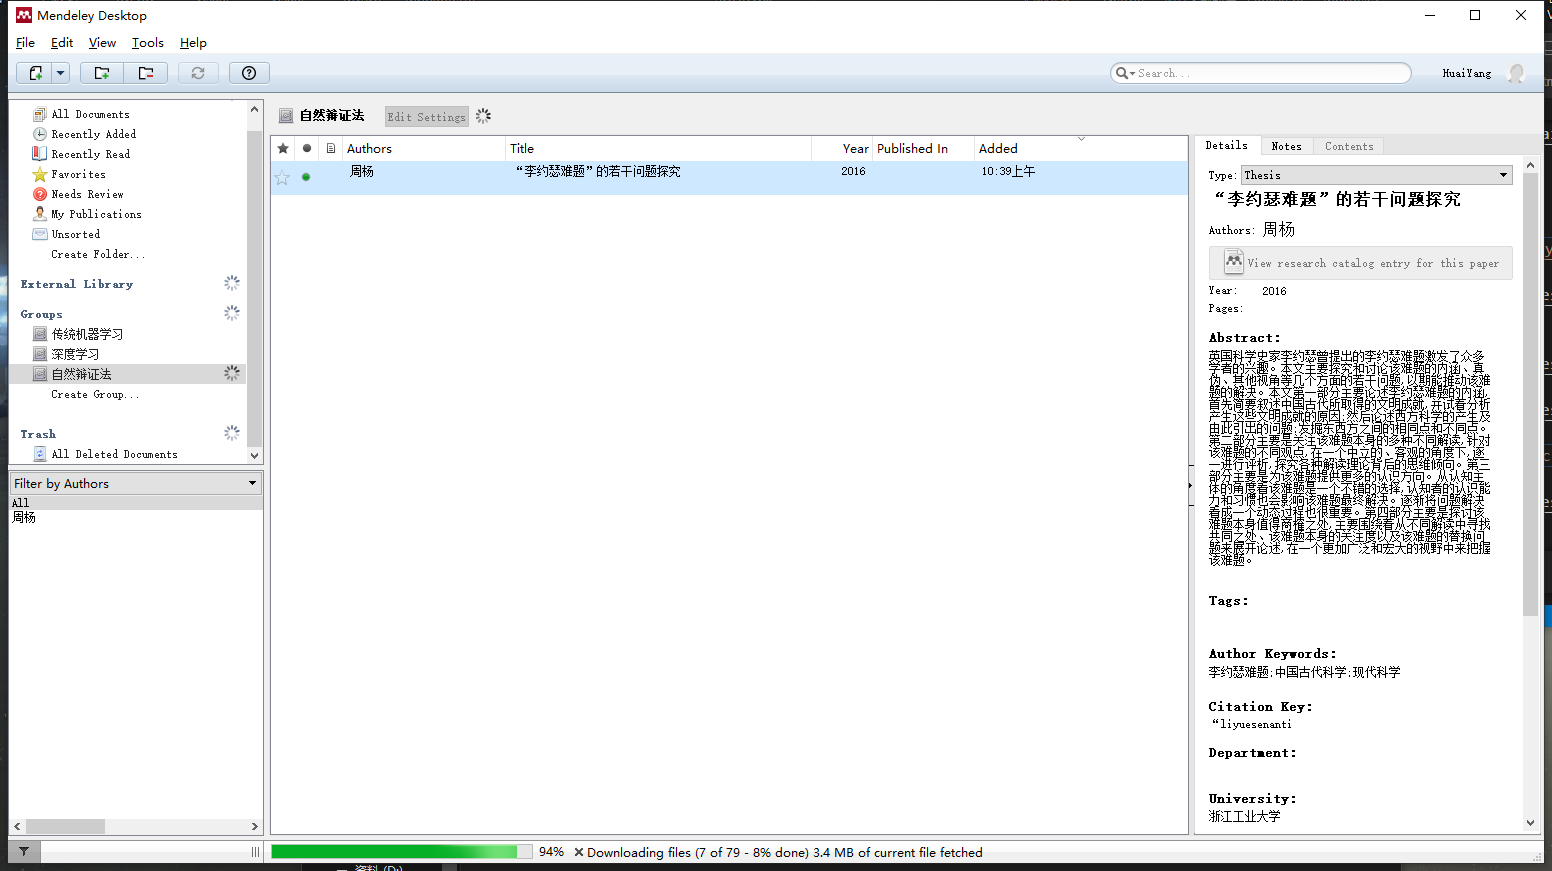 Mendeley Desktop
File Edit View Tools Help
Search...
HuaiYang
All Documents
Recently Added
Recently Read
Favorites
Needs Review
My Publications
Unsorted
Create Folder...
External Library
Groups
传统机器学习
深度学习
自然辩证法
Create Group...
Trash
All Deleted Documents
Filter by Authors
All
周杨
自然辩证法 Edit Settings
Authors Title Year Published In Added
周杨 “李约瑟难题”的若干问题探究 2016 10:39上午
Details Notes Contents
Type: Thesis
“李约瑟难题”的若干问题探究
Authors: 周杨
View research catalog entry for this paper
Year: 2016
Pages:
Abstract:
英国科学史家李约瑟曾提出的李约瑟难题激发了众多
学者的兴趣。本文主要探究和讨论该难题的内涵、真
伪、其他视角等几个方面的若干问题,以期能推动该难
题的解决。本文第一部分主要论述李约瑟难题的内涵,
首先简要叙述中国古代所取得的文明成就,并试着分析
产生这些文明成就的原因;然后论述西方科学的产生及
由此引出的问题;发掘东西方之间的相同点和不同点。
第二部分主要是关注该难题本身的多种不同解读,针对
该难题的不同观点,在一个中立的、客观的角度下,逐
一进行评析,探究各种解读理论背后的思维倾向。第三
部分主要是为该难题提供更多的认识方向。从认知主
体的角度看该难题是一个不错的选择,认知者的认识能
力和习惯也会影响该难题最终解决。逐渐将问题解决
看成一个动态过程也很重要。第四部分主要是探讨该
难题本身值得商榷之处,主要围绕着从不同解读中寻找
共同之处、该难题本身的关注度以及该难题的替换问
题来展开论述,在一个更加广泛和宏大的视野中来把握
该难题。
Tags:
Author Keywords:
李约瑟难题;中国古代科学;现代科学
Citation Key:
“liyuesenanti
Department:
University:
浙江工业大学
94% Downloading files (7 of 79 - 8% done) 3.4 MB of current file fetched